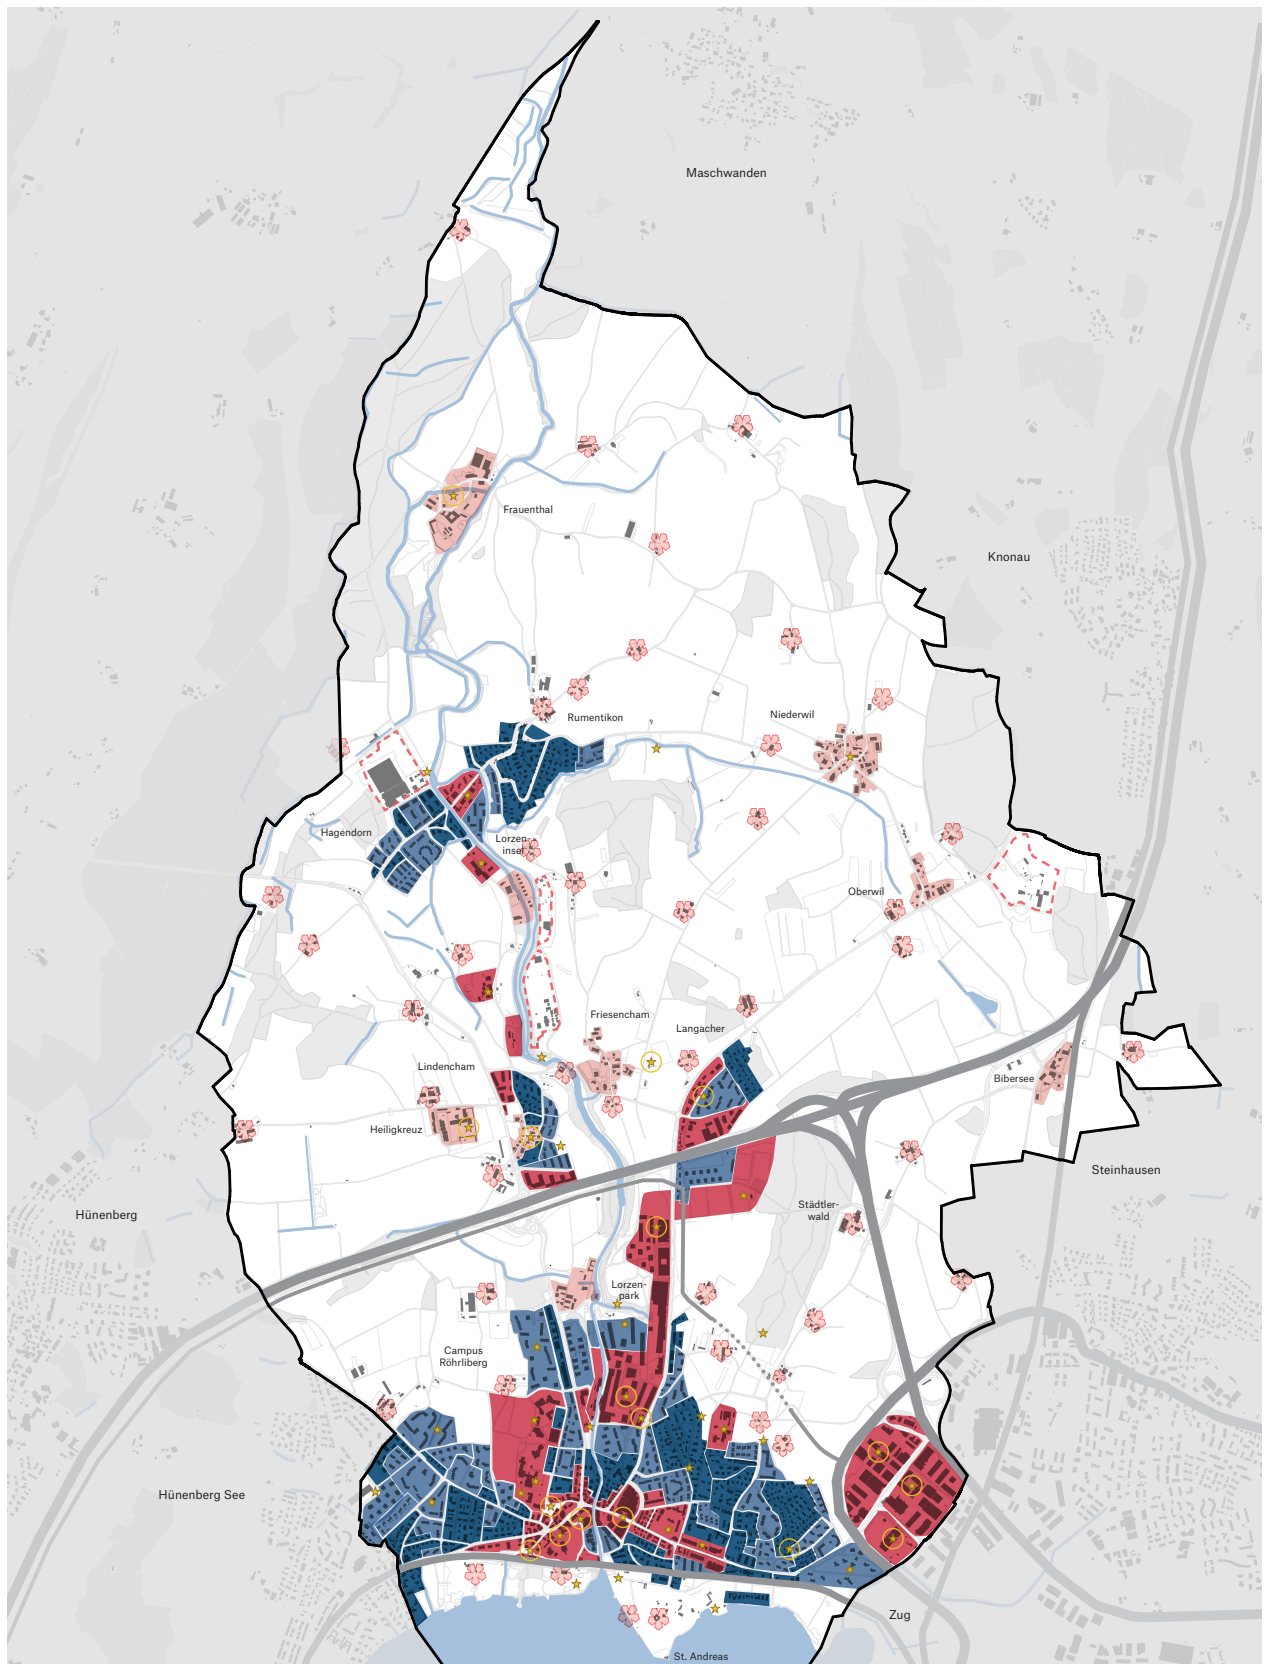 Maschwanden
Frauenthal
Knonau
Rumentikon
Niederwil
Hagendorn
Lorzen-
insel
Oberwil
Friesencham
Langacher
Lindencham
Bibersee
Heiligkreuz
Steinhausen
Hünenberg
Städtler-
wald
Lorzen-
park
Campus
Röhrliberg
Hünenberg See
Zug
St. Andreas